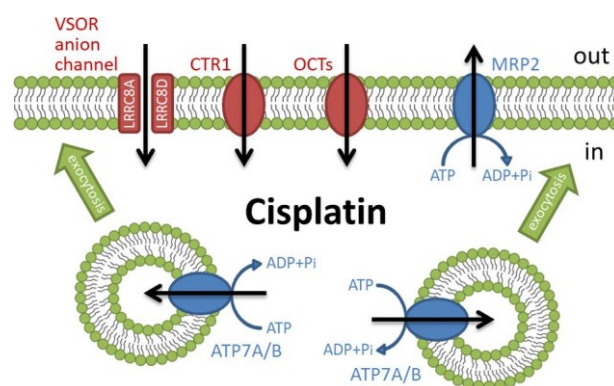 VSOR
anion
channel
LRRC8A
LRRC8D
CTR1
OCTs
MRP2
out
in
ATP
ADP+Pi
exocytosis
exocytosis
Cisplatin
ADP+Pi
ATP
ATP7A/B
ATP
ADP+Pi
ATP7A/B